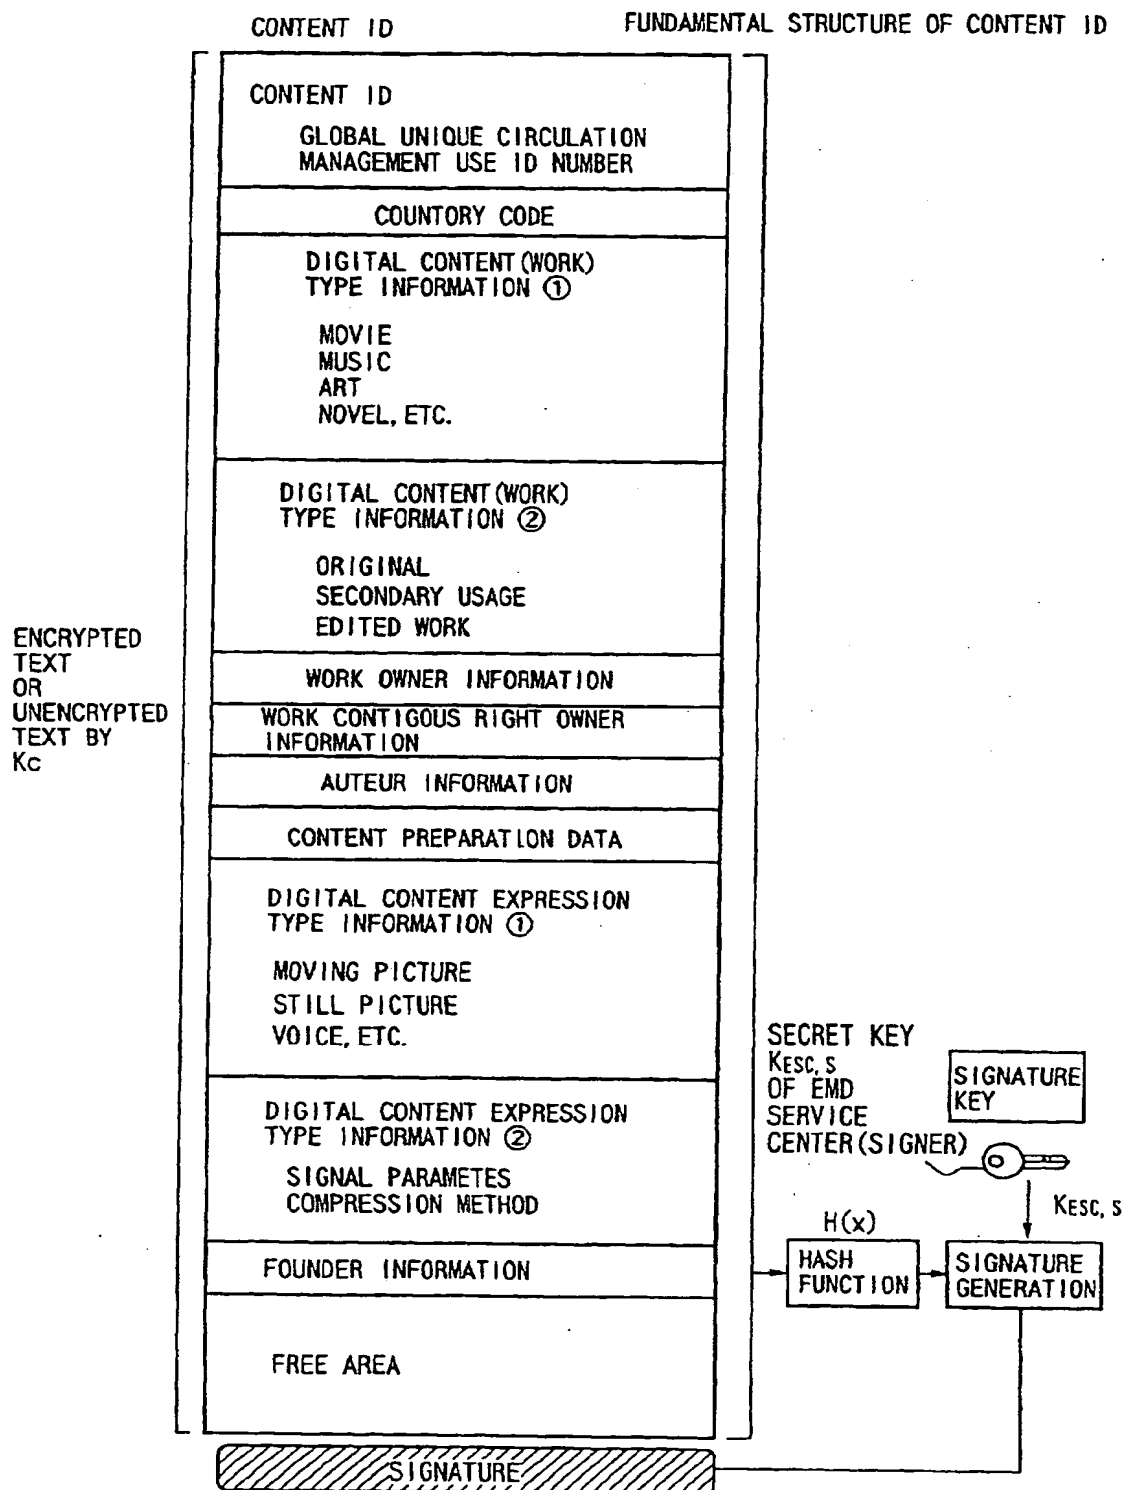 CONTENT ID
FUNDAMENTAL STRUCTURE OF CONTENT ID
CONTENT ID
GLOBAL UNIQUE CIRCULATION
MANAGEMENT USE ID NUMBER
COUNTORY CODE
DIGITAL CONTENT(WORK)
TYPE INFORMATION ①
MOVIE
MUSIC
ART
NOVEL, ETC.
DIGITAL CONTENT(WORK)
TYPE INFORMATION ②
ORIGINAL
SECONDARY USAGE
EDITED WORK
ENCRYPTED
TEXT
OR
UNENCRYPTED
TEXT BY
Kc
WORK OWNER INFORMATION
WORK CONTIGOUS RIGHT OWNER
INFORMATION
AUTEUR INFORMATION
CONTENT PREPARATION DATA
DIGITAL CONTENT EXPRESSION
TYPE INFORMATION ①
MOVING PICTURE
STILL PICTURE
VOICE, ETC.
DIGITAL CONTENT EXPRESSION
TYPE INFORMATION ②
SIGNAL PARAMETES
COMPRESSION METHOD
FOUNDER INFORMATION
FREE AREA
SIGNATURE
SECRET KEY
KESC, S
OF EMD
SERVICE
CENTER(SIGNER)
SIGNATURE
KEY
KESC, S
H(x)
HASH
FUNCTION
SIGNATURE
GENERATION